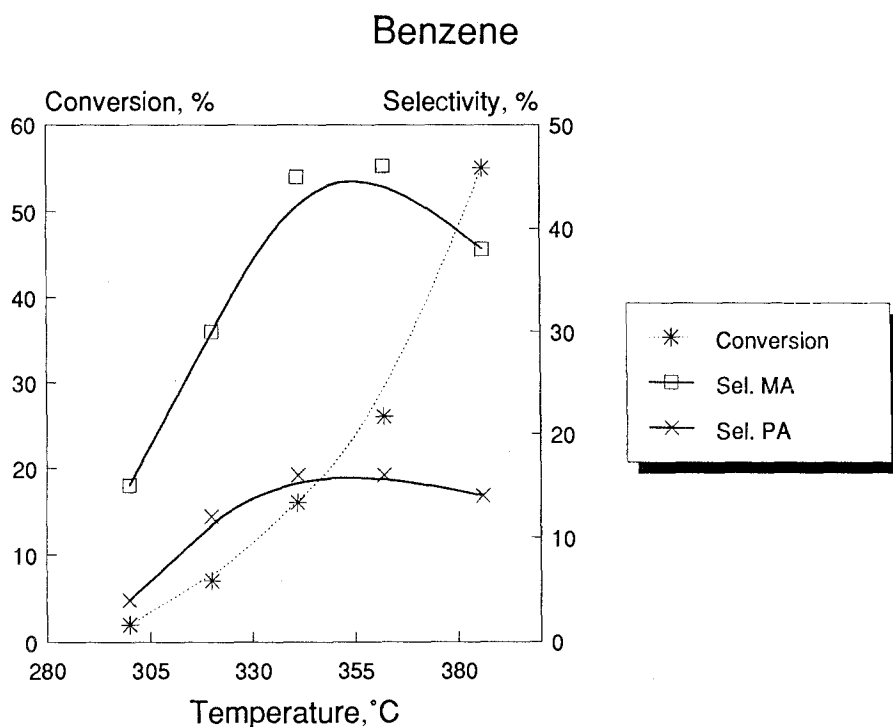 Benzene
Conversion, %
Selectivity, %
60
50
40
30
20
10
0
50
40
30
20
10
0
280
305
330
355
380
Temperature,°C
Conversion
Sel. MA
Sel. PA